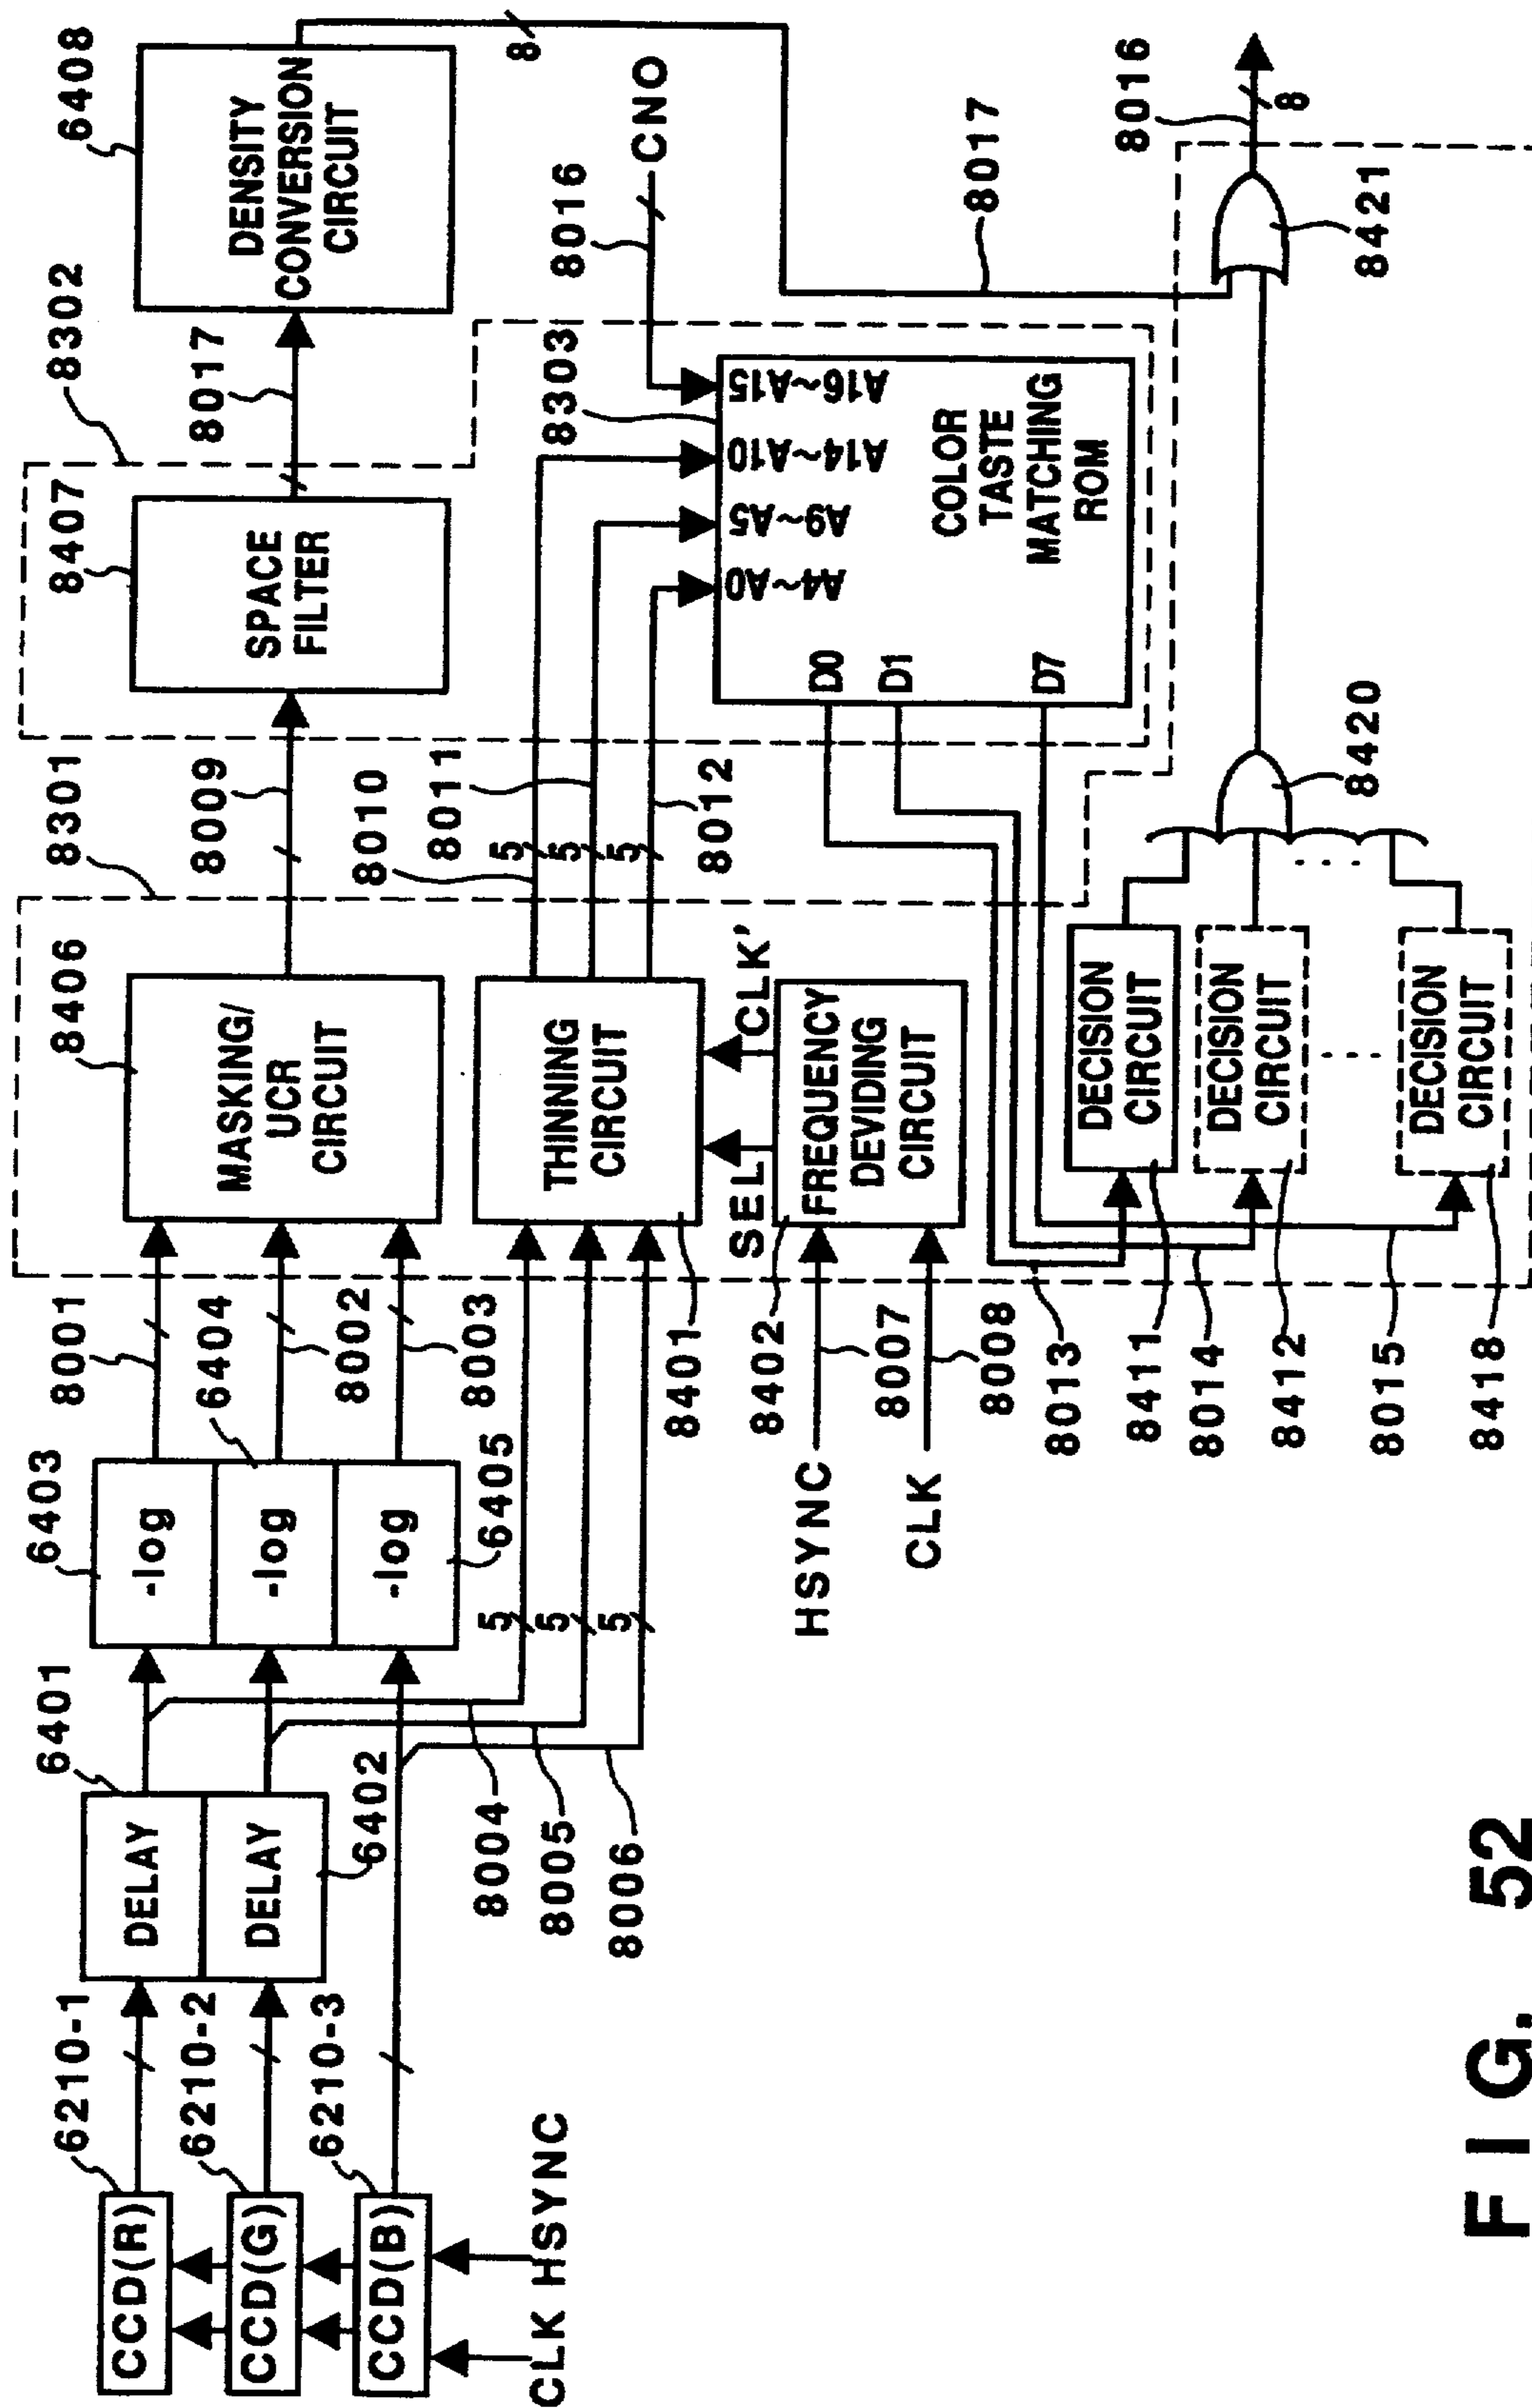 CCD(R)
6210-1
CCD(G)
6210-2
CCD(B)
6210-3
CLK HSYNC
DELAY
6401
DELAY
6402
8004
8005
8006
5
5
5
-log
6403
-log
6404
-log
6405
8001
8002
8003
8401
HSYNC
8402
8007
CLK
8008
8013
8411
8014
8412
8015
8418
MASKING/
UCR
CIRCUIT
8406
8301
THINNING
CIRCUIT
SEL
CLK'
FREQUENCY
DEVIDING
CIRCUIT
DECISION
CIRCUIT
DECISION
CIRCUIT
DECISION
CIRCUIT
8009
8010
8011
8012
5
5
5
8420
SPACE
FILTER
8407
8302
8017
DENSITY
CONVERSION
CIRCUIT
6408
8
8303
8016
CNO
A4~A0
A9~A5
A14~A10
A16~A15
D0
D1
D7
COLOR
TASTE
MATCHING
ROM
8017
8421
8016
8
FIG. 52